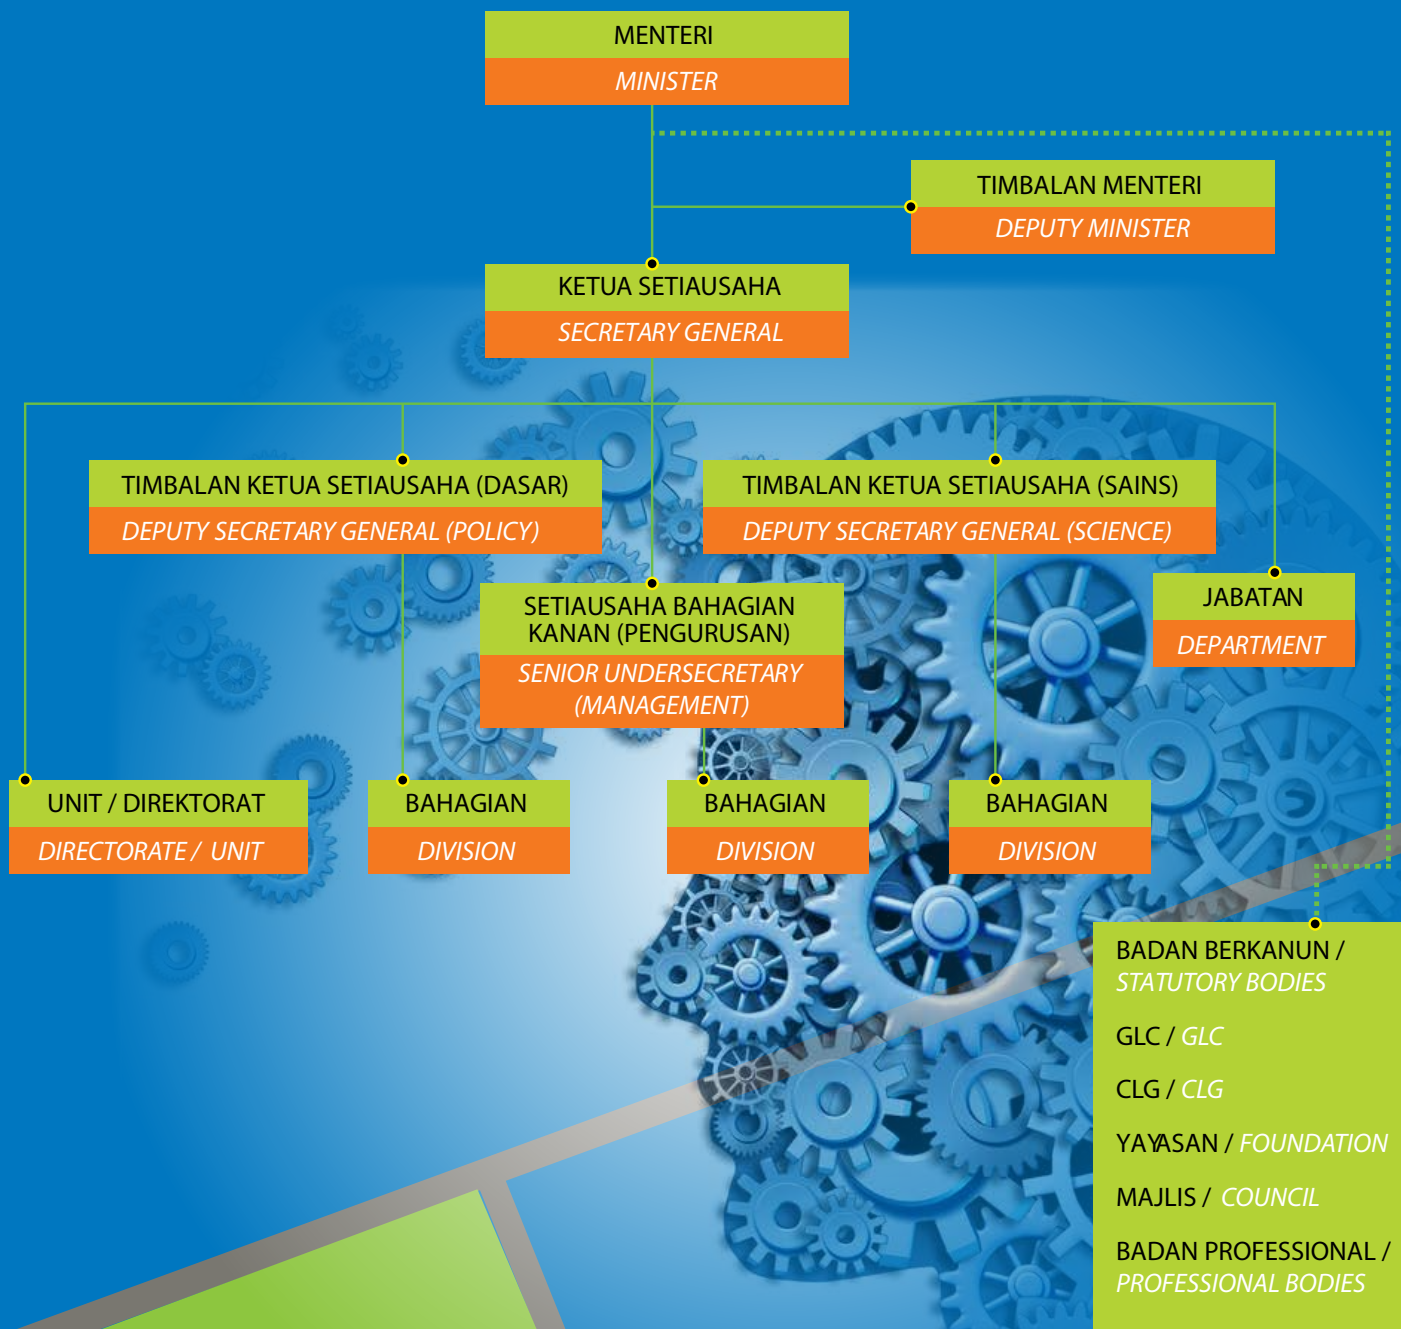 MENTERI
MINISTER
TIMBALAN MENTERI
DEPUTY MINISTER
KETUA SETIAUSAHA
SECRETARY GENERAL
TIMBALAN KETUA SETIAUSAHA (DASAR)
DEPUTY SECRETARY GENERAL (POLICY)
TIMBALAN KETUA SETIAUSAHA (SAINS)
DEPUTY SECRETARY GENERAL (SCIENCE)
SETIAUSAHA BAHAGIAN
KANAN (PENGURUSAN)
SENIOR UNDERSECRETARY
(MANAGEMENT)
JABATAN
DEPARTMENT
UNIT / DIREKTORAT
DIRECTORATE / UNIT
BAHAGIAN
DIVISION
BAHAGIAN
DIVISION
BAHAGIAN
DIVISION
BADAN BERKANUN /
STATUTORY BODIES
GLC / GLC
CLG / CLG
YAYASAN / FOUNDATION
MAJLIS / COUNCIL
BADAN PROFESSIONAL /
PROFESSIONAL BODIES